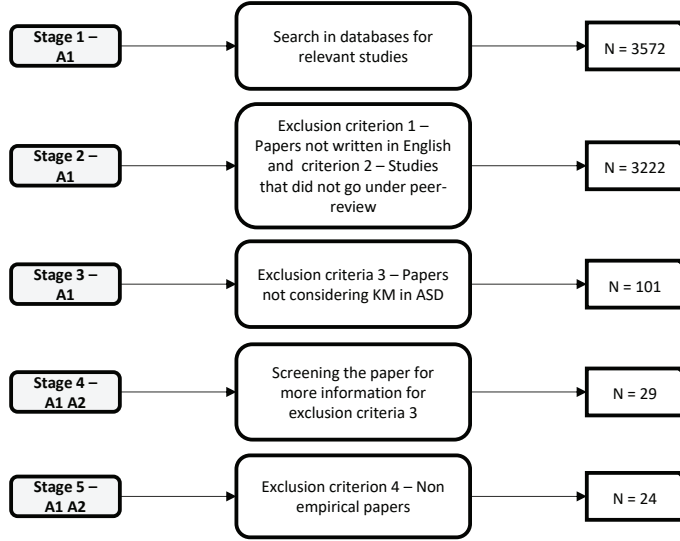 Stage 1 –
A1
Search in databases for
relevant studies
N = 3572
Stage 2 –
A1
Exclusion criterion 1 –
Papers not written in English
and criterion 2 – Studies
that did not go under peer-
review
N = 3222
Stage 3 –
A1
Exclusion criteria 3 – Papers
not considering KM in ASD
N = 101
Stage 4 –
A1 A2
Screening the paper for
more information for
exclusion criteria 3
N = 29
Stage 5 –
A1 A2
Exclusion criterion 4 – Non
empirical papers
N = 24